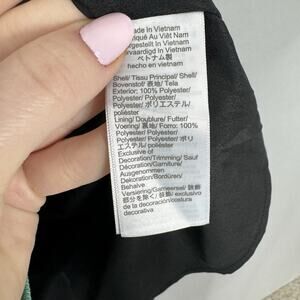 Made in Vietnam
Fabriqué Au Việt Nam
Hergestellt in Vietnam
Vervaardigd in Vietnam
ベトナム製
hecho en vietnam
Shell/ Tissu Principal/ Shell/
Bovenstof/ 表地/ Tela
Exterior: 100% Polyester/
Polyester/ Polyester/
Polyester/ ポリエステル/
poliéster
Lining/ Doublure/ Futter/
Voering/ 裏地/ Forro: 100%
Polyester/ Polyester/
Polyester/ Polyester/ ポリ
エステル/ poliéster
Exclusive of
Decoration/Trimming/ Sauf
Décoration/Garniture/
Ausgenommen
Dekoration/Bordüren/
Behalve
Versiering/Garneersel/ 装飾
部分を除く/ exclusivo
de la decoración/costura
decorativa